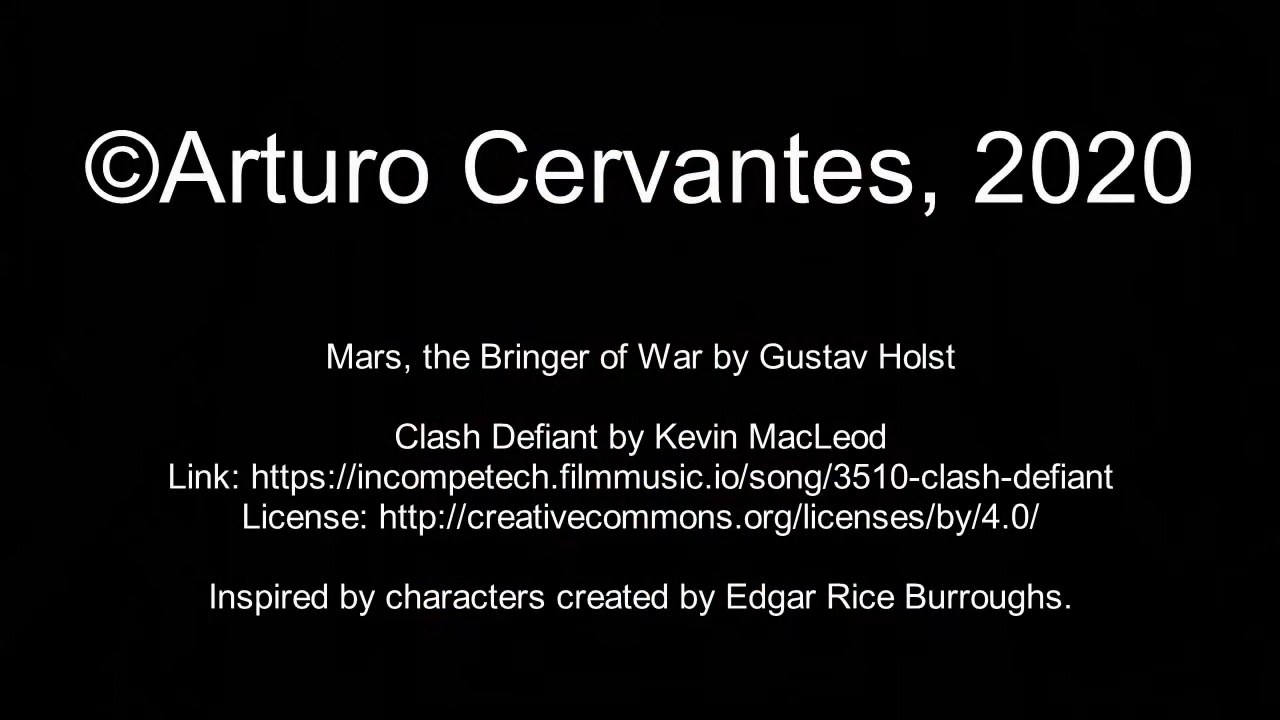 ©Arturo Cervantes, 2020
Mars, the Bringer of War by Gustav Holst
Clash Defiant by Kevin MacLeod
Link: https://incompetech.filmmusic.io/song/3510-clash-defiant
License: http://creativecommons.org/licenses/by/4.0/
Inspired by characters created by Edgar Rice Burroughs.